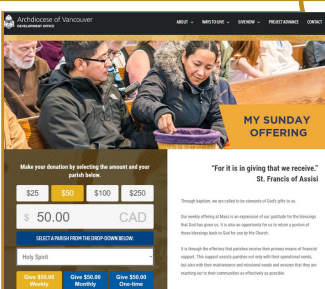 Archdiocese of Vancouver
DEVELOPMENT OFFICE
ABOUT WAYS TO GIVE GIVE NOW PROJECT ADVANCE CONTACT
MY SUNDAY
OFFERING
Make your donation by selecting the amount and your
parish below.
$25 $50 $100 $250
$ 50.00 CAD
SELECT A PARISH FROM THE DROP-DOWN BELOW:
Holy Spirit
Give $50.00
Weekly
Give $50.00
Monthly
Give $50.00
One-time
"For it is in giving that we receive."
St. Francis of Assisi
Through baptism, we are called to be stewards of God's gifts to us.
Our weekly offering at Mass is an expression of our gratitude for the blessings
that God has given us. It is also an opportunity for us to return a portion of
these blessings back to God for use by His Church.
It is through the offertory that parishes receive their primary means of financial
support. This support assists parishes not only with their operational needs,
but also with their maintenance and missional needs and ensures that they are
reaching out to their communities as effectively as possible.